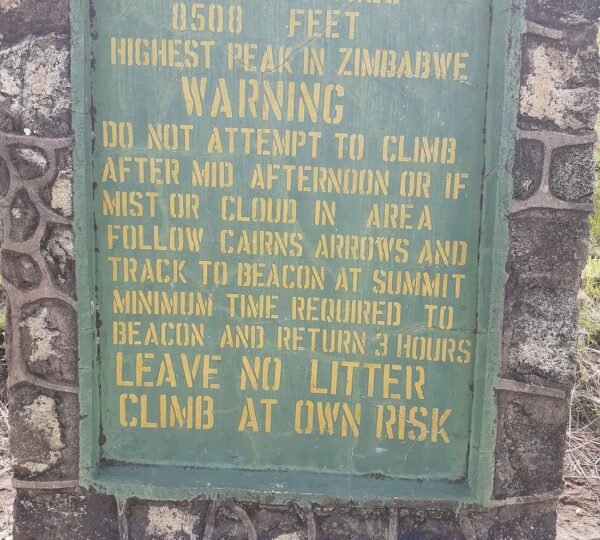 8508 FEET
HIGHEST PEAK IN ZIMBABWE
WARNING
DO NOT ATTEMPT TO CLIMB
AFTER MID AFTERNOON OR IF
MIST OR CLOUD IN AREA
FOLLOW CAIRNS ARROWS AND
TRACK TO BEACON AT SUMMIT
MINIMUM TIME REQUIRED TO
BEACON AND RETURN 3 HOURS
LEAVE NO LITTER
CLIMB AT OWN RISK